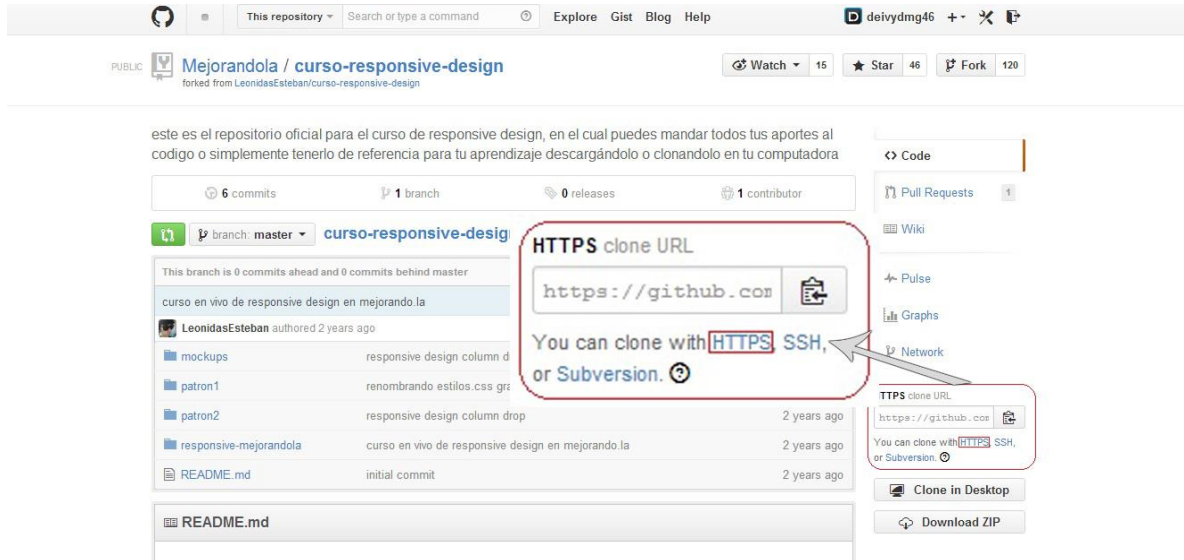 This repository Search or type a command Explore Gist Blog Help deivydmg46
PUBLIC Mejorandola / curso-responsive-design Watch 15 Star 46 Fork 120
forked from LeonidasEsteban/curso-responsive-design
este es el repositorio oficial para el curso de responsive design, en el cual puedes mandar todos tus aportes al
codigo o simplemente tenerlo de referencia para tu aprendizaje descargándolo o clonandolo en tu computadora
6 commits 1 branch 0 releases 1 contributor
branch: master curso-responsive-desig
This branch is 0 commits ahead and 0 commits behind master
curso en vivo de responsive design en mejorando.la
LeonidasEsteban authored 2 years ago
mockups responsive design column d
patron1 renombrando estilos.css gra
patron2 responsive design column drop 2 years ago
responsive-mejorandola curso en vivo de responsive design en mejorando.la 2 years ago
README.md initial commit 2 years ago
README.md
HTTPS clone URL
https://github.com
You can clone with HTTPS, SSH,
or Subversion.
Code
Pull Requests 1
Wiki
Pulse
Graphs
Network
TTPS clone URL
https://github.com
You can clone with HTTPS, SSH,
or Subversion.
Clone in Desktop
Download ZIP